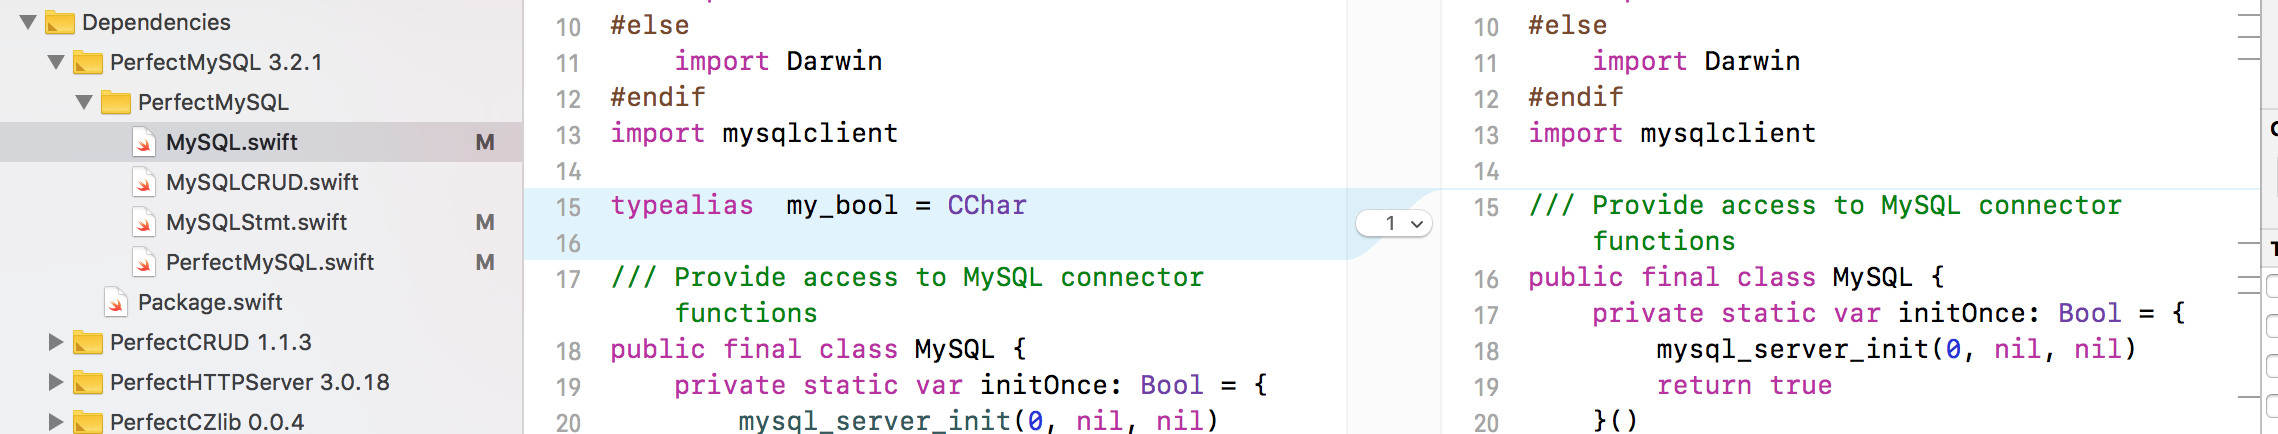 Dependencies
PerfectMySQL 3.2.1
PerfectMySQL
MySQL.swift M
MySQLCRUD.swift
MySQLStmt.swift M
PerfectMySQL.swift M
Package.swift
PerfectCRUD 1.1.3
PerfectHTTPServer 3.0.18
PerfectCZlib 0.0.4
10 #else
11 import Darwin
12 #endif
13 import mysqlclient
14
15 typealias  my_bool = CChar
16
17 /// Provide access to MySQL connector
functions
18 public final class MySQL {
19 private static var initOnce: Bool = {
20 mysql_server_init(0, nil, nil)
1
10 #else
11 import Darwin
12 #endif
13 import mysqlclient
14
15 /// Provide access to MySQL connector
functions
16 public final class MySQL {
17 private static var initOnce: Bool = {
18 mysql_server_init(0, nil, nil)
19 return true
20 }()